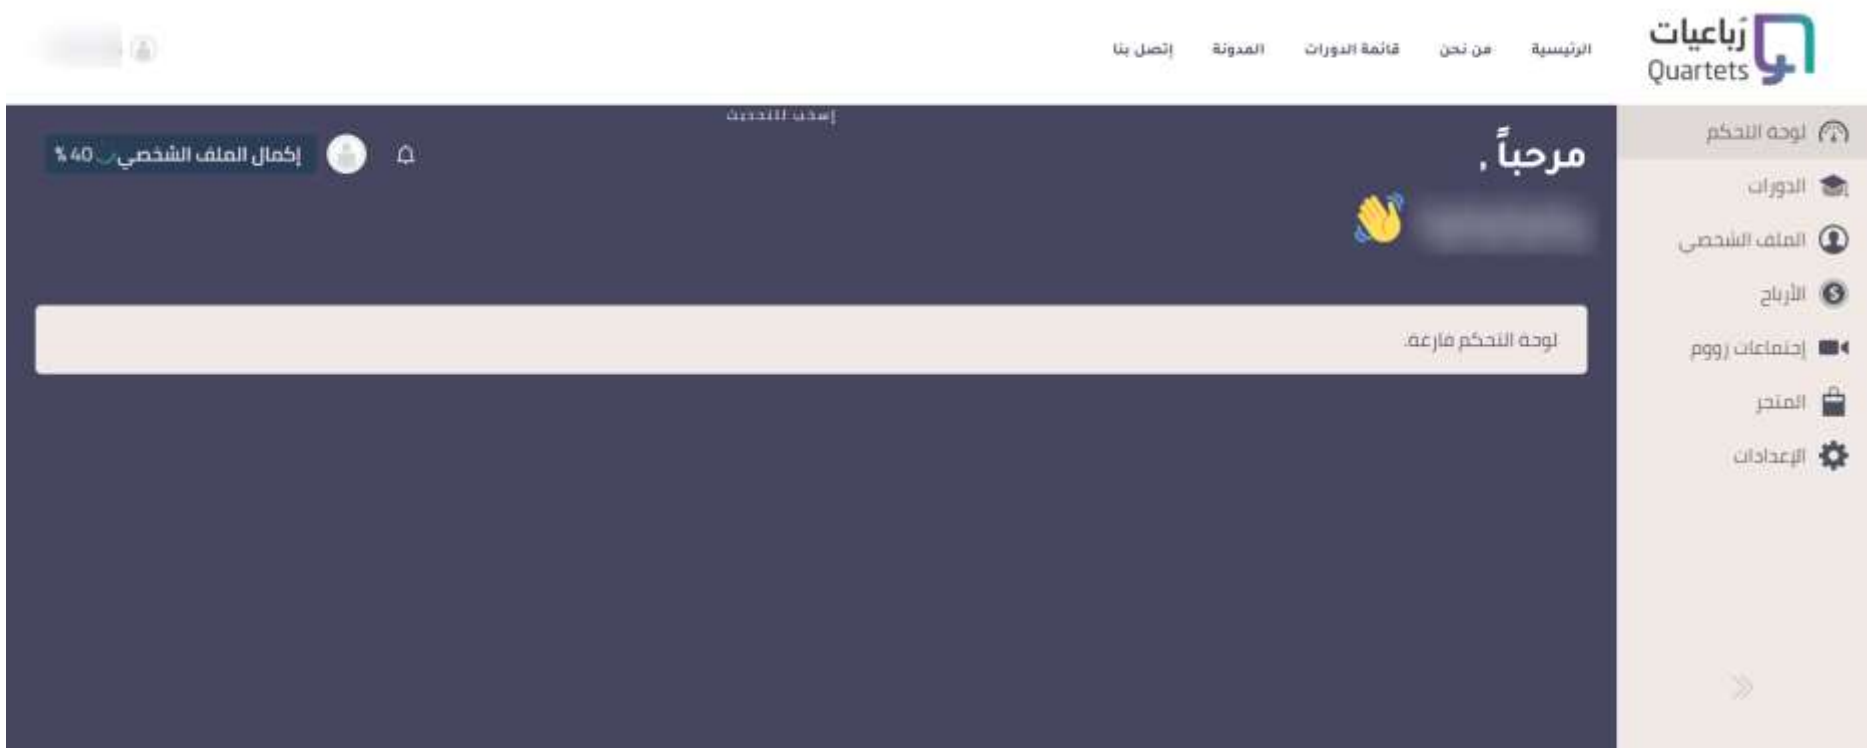 رُباعيات
Quartets
الرئيسية
من نحن
قائمة الدورات
المدونة
إتصل بنا
لوحة التحكم
الدورات
الملف الشخصي
الأرباح
إجتماعات زووم
المتجر
الإعدادات
إسحب للتحديث
مرحباً ,
إكمال الملف الشخصي 40 %
لوحة التحكم فارغة.